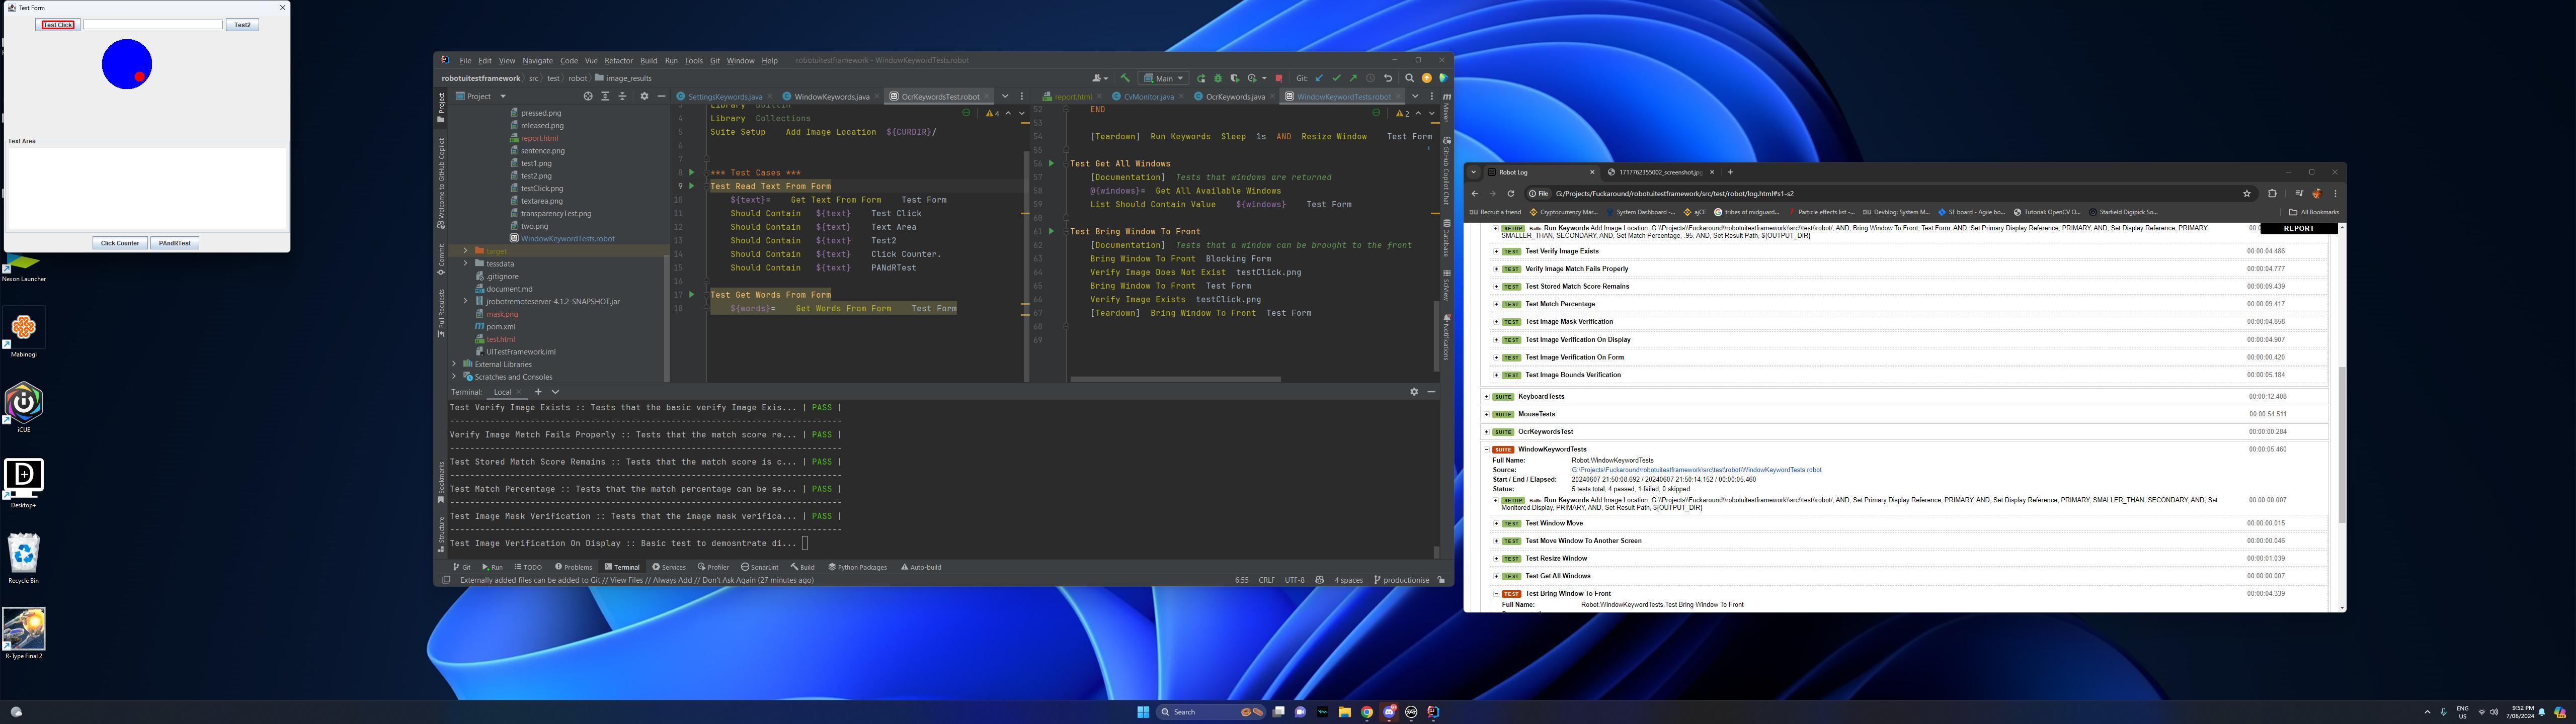 Test Form
Test Click
Test2
Text Area
Click Counter
PAndRTest
Nexon Launcher
Mabinogi
iCUE
Desktop+
Recycle Bin
R-Type Final 2
File Edit View Navigate Code Vue Refactor Build Run Tools Git Window Help robotuitestframework - WindowKeywordTests.robot
robotuitestframework src test robot image_results
Main
Git:
Project
SettingsKeywords.java
WindowKeywords.java
OcrKeywordsTest.robot
report.html
CvMonitor.java
OcrKeywords.java
WindowKeywordTests.robot
pressed.png
released.png
report.html
sentence.png
test1.png
test2.png
testClick.png
textarea.png
transparencyTest.png
two.png
WindowKeywordTests.robot
target
tessdata
.gitignore
document.md
jrobotremoteserver-4.1.2-SNAPSHOT.jar
mask.png
pom.xml
test.html
UITestFramework.iml
External Libraries
Scratches and Consoles
Project
Welcome to GitHub Copilot
Commit
Pull Requests
Bookmarks
Structure
3 Library BuiltIn
4 Library Collections
5 Suite Setup Add Image Location ${CURDIR}/
6
7
8 *** Test Cases ***
9 Test Read Text From Form
10 ${text}= Get Text From Form Test Form
11 Should Contain ${text} Test Click
12 Should Contain ${text} Text Area
13 Should Contain ${text} Test2
14 Should Contain ${text} Click Counter.
15 Should Contain ${text} PANdRTest
16
17 Test Get Words From Form
18 ${words}= Get Words From Form Test Form
4
52 END
53
54 [Teardown] Run Keywords Sleep 1s AND Resize Window Test Form
55
56 Test Get All Windows
57 [Documentation] Tests that windows are returned
58 @{windows}= Get All Available Windows
59 List Should Contain Value ${windows} Test Form
60
61 Test Bring Window To Front
62 [Documentation] Tests that a window can be brought to the front
63 Bring Window To Front Blocking Form
64 Verify Image Does Not Exist testClick.png
65 Bring Window To Front Test Form
66 Verify Image Exists testClick.png
67 [Teardown] Bring Window To Front Test Form
68
69
2
Maven
GitHub Copilot Chat
Database
SciView
Notifications
Terminal: Local
Test Verify Image Exists :: Tests that the basic verify Image Exis... | PASS |
------------------------------------------------------------------------------
Verify Image Match Fails Properly :: Tests that the match score re... | PASS |
------------------------------------------------------------------------------
Test Stored Match Score Remains :: Tests that the match score is c... | PASS |
------------------------------------------------------------------------------
Test Match Percentage :: Tests that the match percentage can be se... | PASS |
------------------------------------------------------------------------------
Test Image Mask Verification :: Tests that the image mask verifica... | PASS |
------------------------------------------------------------------------------
Test Image Verification On Display :: Basic test to demosntrate di...
Git Run TODO Problems Terminal Services Profiler SonarLint Build Python Packages Auto-build
Externally added files can be added to Git // View Files // Always Add // Don't Ask Again (27 minutes ago)
6:55 CRLF UTF-8 4 spaces productionise
Robot Log
1717762355002_screenshot.jp
File G:/Projects/Fuckaround/robotuitestframework/src/test/robot/log.html#s1-s2
Recruit a friend
Cryptocurrency Mar...
System Dashboard -...
ajCE
tribes of midguard...
Particle effects list -...
Devblog: System M...
SF board - Agile bo...
Tutorial: OpenCV O...
Starfield Digipick So...
All Bookmarks
REPORT
SETUP BuiltIn. Run Keywords Add Image Location, G:\\Projects\\Fuckaround\\robotuitestframework\\src\\test\\robot/, AND, Bring Window To Front, Test Form, AND, Set Primary Display Reference, PRIMARY, AND, Set Display Reference, PRIMARY,
SMALLER_THAN, SECONDARY, AND, Set Match Percentage, .95, AND, Set Result Path, ${OUTPUT_DIR}
TEST Test Verify Image Exists 00:00:04.486
TEST Verify Image Match Fails Properly 00:00:04.777
TEST Test Stored Match Score Remains 00:00:09.439
TEST Test Match Percentage 00:00:09.417
TEST Test Image Mask Verification 00:00:04.858
TEST Test Image Verification On Display 00:00:04.907
TEST Test Image Verification On Form 00:00:00.420
TEST Test Image Bounds Verification 00:00:05.184
SUITE KeyboardTests 00:00:12.408
SUITE MouseTests 00:00:54.511
SUITE OcrKeywordsTest 00:00:00.284
SUITE WindowKeywordTests 00:00:05.460
Full Name: Robot.WindowKeywordTests
Source: G:\Projects\Fuckaround\robotuitestframework\src\test\robot\WindowKeywordTests.robot
Start / End / Elapsed: 20240607 21:50:08.692 / 20240607 21:50:14.152 / 00:00:05.460
Status: 5 tests total, 4 passed, 1 failed, 0 skipped
SETUP BuiltIn. Run Keywords Add Image Location, G:\\Projects\\Fuckaround\\robotuitestframework\\src\\test\\robot/, AND, Set Primary Display Reference, PRIMARY, AND, Set Display Reference, PRIMARY, SMALLER_THAN, SECONDARY, AND, Set 00:00:00.007
Monitored Display, PRIMARY, AND, Set Result Path, ${OUTPUT_DIR}
TEST Test Window Move 00:00:00.015
TEST Test Move Window To Another Screen 00:00:00.046
TEST Test Resize Window 00:00:01.039
TEST Test Get All Windows 00:00:00.007
TEST Test Bring Window To Front 00:00:04.339
Full Name: Robot.WindowKeywordTests.Test Bring Window To Front
Search
ENG
US
9:52 PM
7/06/2024